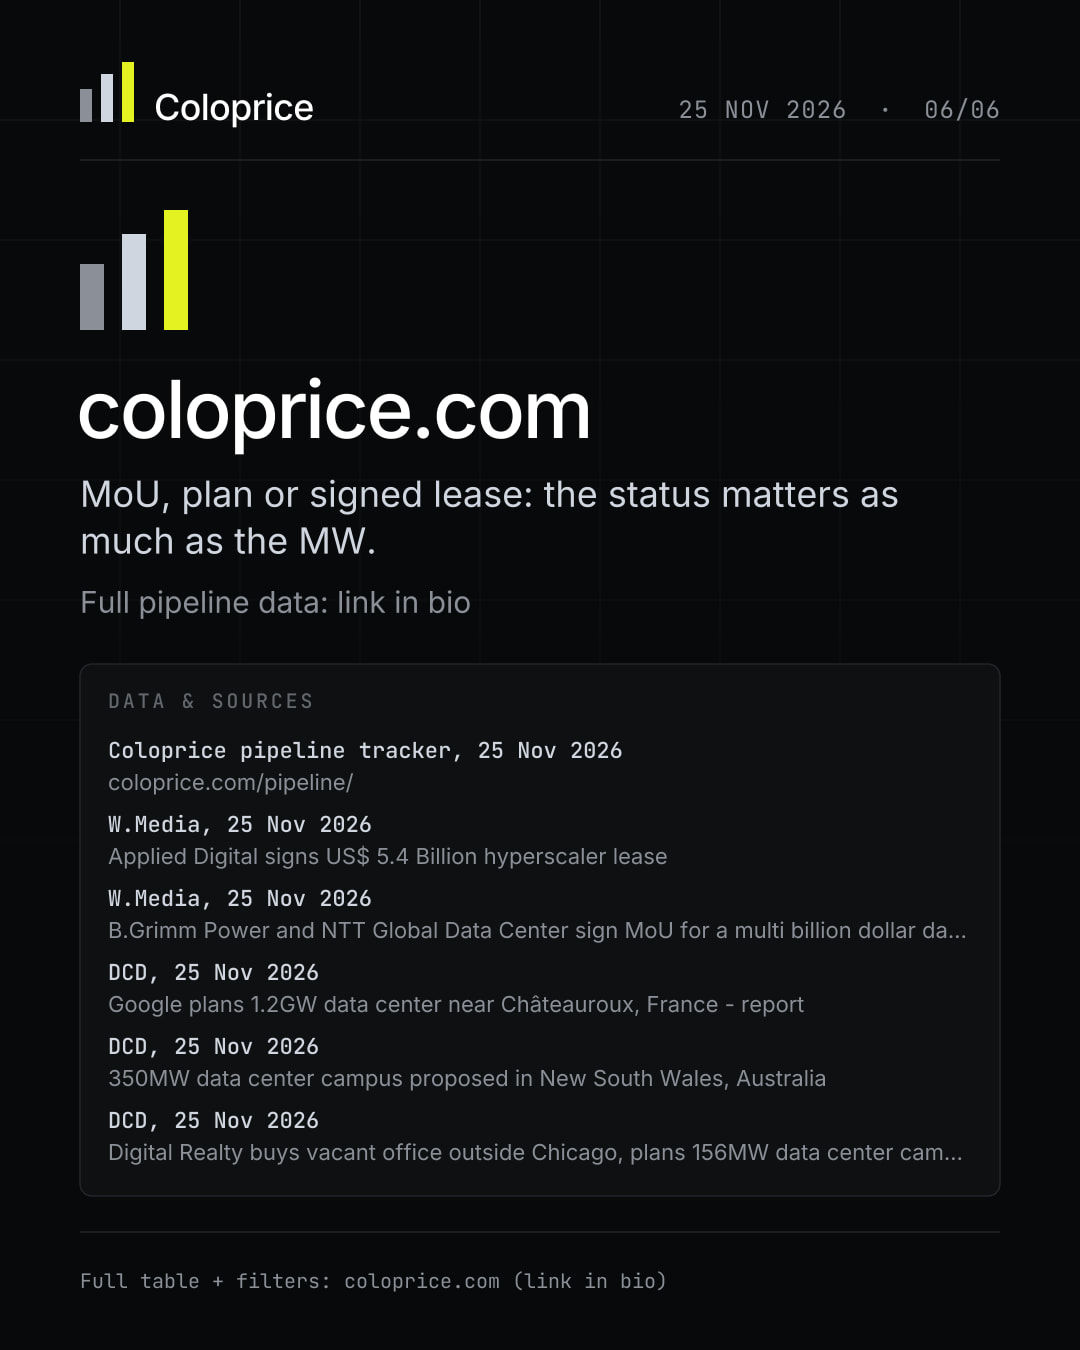 Coloprice
25 NOV 2026 · 06/06
coloprice.com
MoU, plan or signed lease: the status matters as
much as the MW.
Full pipeline data: link in bio
DATA & SOURCES
Coloprice pipeline tracker, 25 Nov 2026
coloprice.com/pipeline/
W.Media, 25 Nov 2026
Applied Digital signs US$ 5.4 Billion hyperscaler lease
W.Media, 25 Nov 2026
B.Grimm Power and NTT Global Data Center sign MoU for a multi billion dollar da...
DCD, 25 Nov 2026
Google plans 1.2GW data center near Châteauroux, France - report
DCD, 25 Nov 2026
350MW data center campus proposed in New South Wales, Australia
DCD, 25 Nov 2026
Digital Realty buys vacant office outside Chicago, plans 156MW data center cam...
Full table + filters: coloprice.com (link in bio)